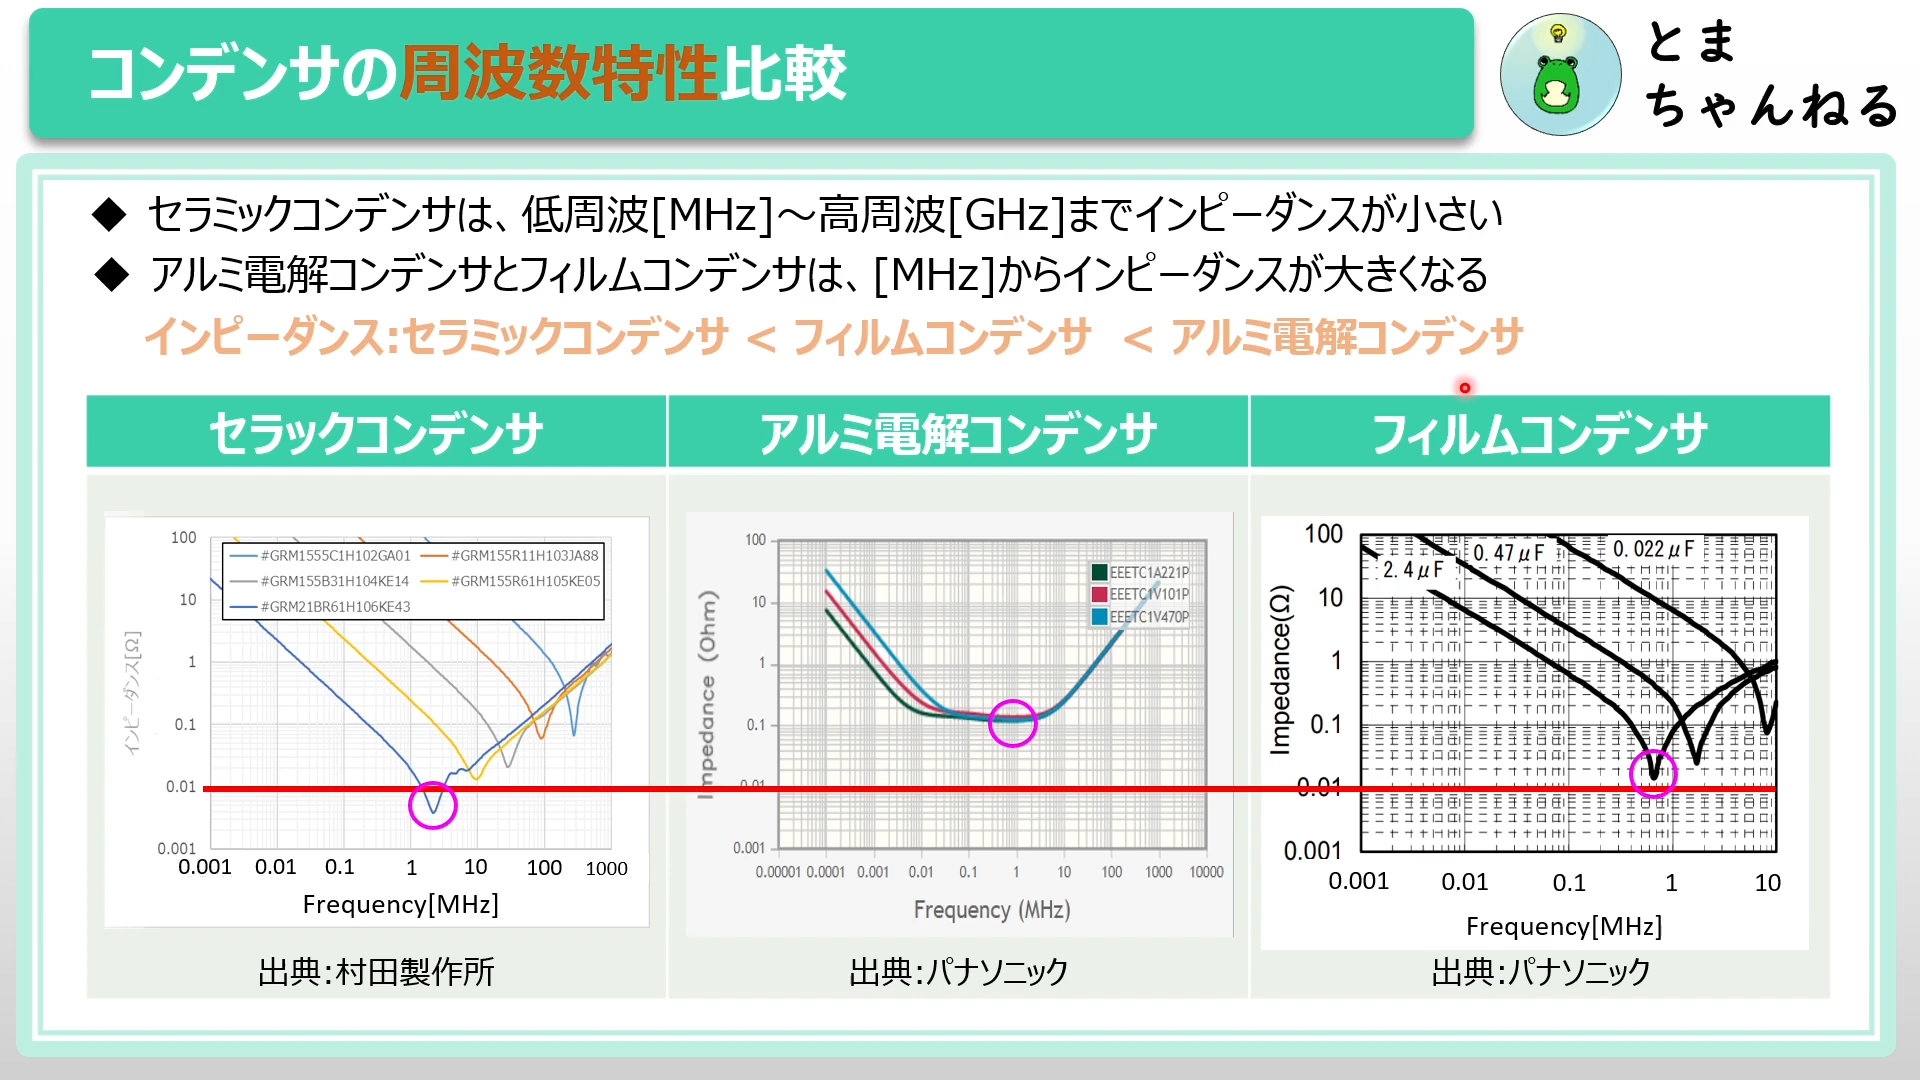 コンデンサの周波数特性比較
とま
ちゃんねる
◆ セラミックコンデンサは、低周波[MHz]～高周波[GHz]までインピーダンスが小さい
◆ アルミ電解コンデンサとフィルムコンデンサは、[MHz]からインピーダンスが大きくなる
インピーダンス:セラミックコンデンサ < フィルムコンデンサ < アルミ電解コンデンサ
セラックコンデンサ
アルミ電解コンデンサ
フィルムコンデンサ
インピーダンス[Ω]
100
10
1
0.1
0.01
0.001
#GRM1555C1H102GA01 #GRM155R11H103JA88
#GRM155B31H104KE14 #GRM155R61H105KE05
#GRM21BR61H106KE43
0.001 0.01 0.1 1 10 100 1000
Frequency[MHz]
出典:村田製作所
Impedance (Ohm)
100
10
1
0.1
0.01
0.001
EEETC1A221P
EEETC1V101P
EEETC1V470P
0.00001 0.0001 0.001 0.01 0.1 1 10 100 1000 10000
Frequency (MHz)
出典:パナソニック
Impedance(Ω)
100
10
1
0.1
0.01
0.001
2.4μF
0.47μF
0.022μF
0.001 0.01 0.1 1 10
Frequency[MHz]
出典:パナソニック